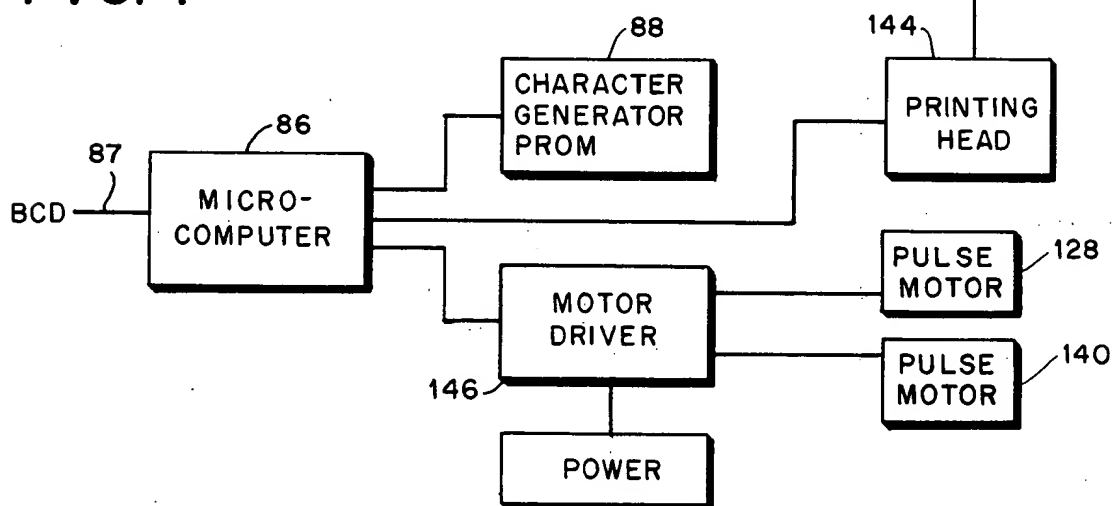 88
144
CHARACTER
GENERATOR
PROM
PRINTING
HEAD
86
87
BCD
MICRO-
COMPUTER
PULSE
MOTOR
128
MOTOR
DRIVER
146
PULSE
MOTOR
140
POWER